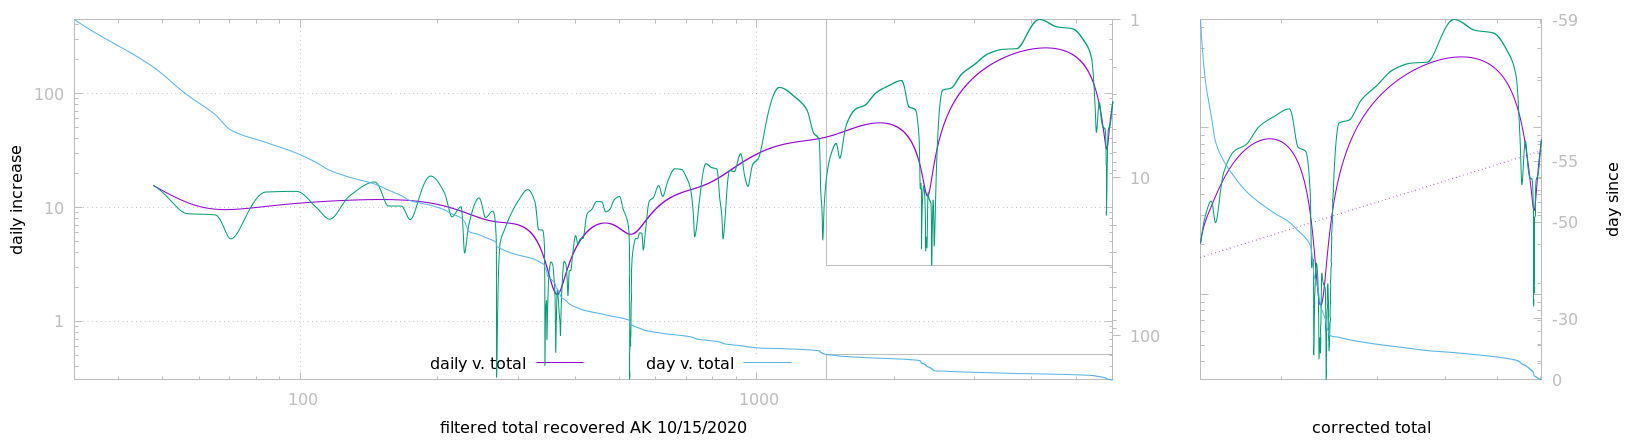 1
-59
100
10
-55
10
-50
1
100
-30
0
daily increase
day since
daily v. total
day v. total
100
1000
filtered total recovered AK 10/15/2020
corrected total